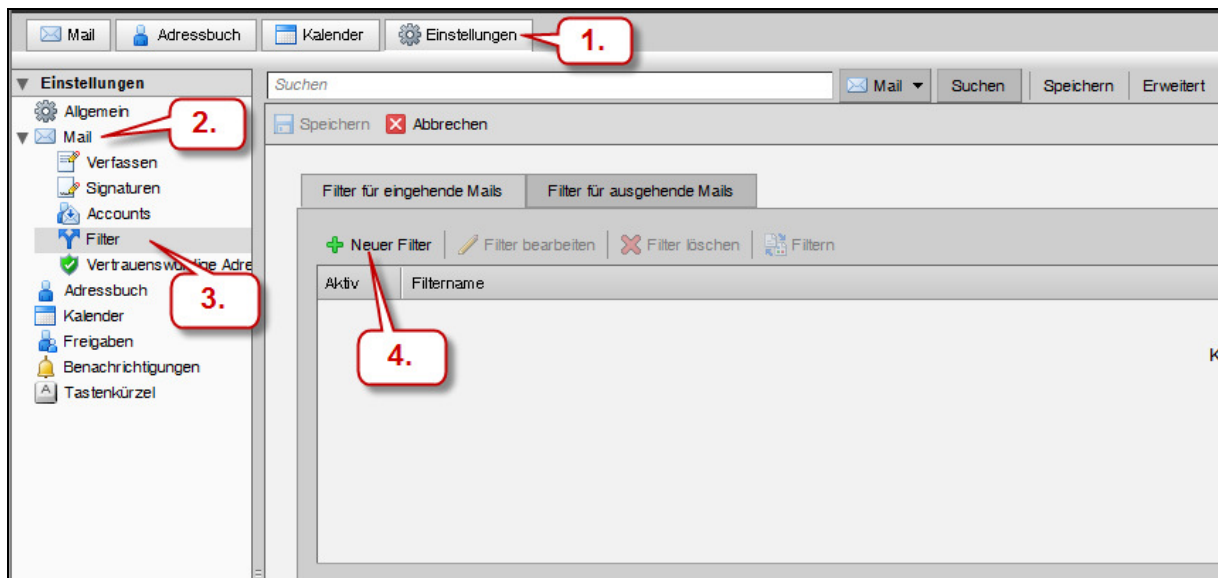 Mail Adressbuch Kalender Einstellungen 1.
Einstellungen
Allgemein
2.
Mail
Verfassen
Signaturen
Accounts
Filter
Adressbuch
3.
Kalender
Freigaben
Benachrichtigungen
A Tastenkürzel
Suchen Mail Suchen Speichern Erweitert
Speichern Abbrechen
Filter für eingehende Mails Filter für ausgehende Mails
Neuer Filter Filter bearbeiten Filter löschen Filtern
Aktiv Filtername
4.
K